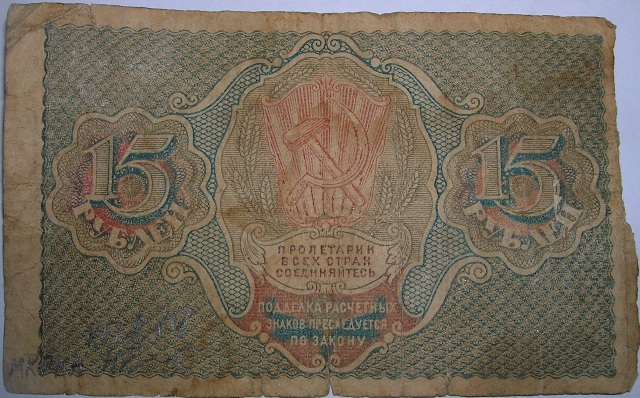 15
РУБЛЕЙ
15
РУБЛЕЙ
ПРОЛЕТАРИИ
ВСЕХ СТРАН
СОЕДИНЯЙТЕСЬ
ПОДДЕЛКА РАСЧЕТНЫХ
ЗНАКОВ ПРЕСЛЕДУЕТСЯ
ПО ЗАКОНУ